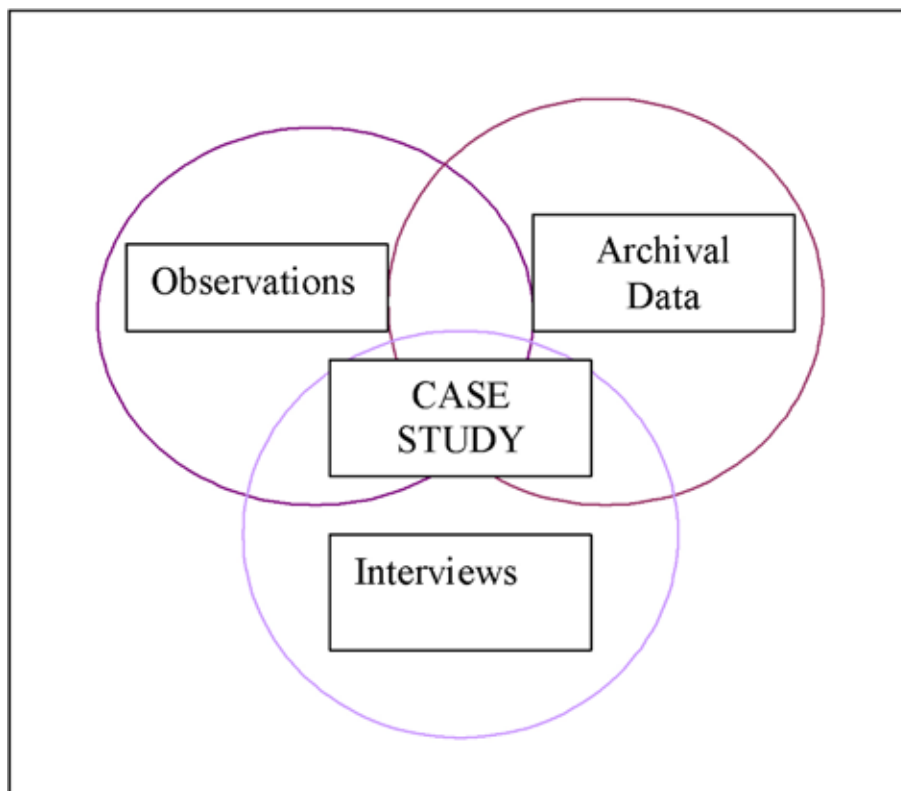 Observations
Archival
Data
CASE
STUDY
Interviews